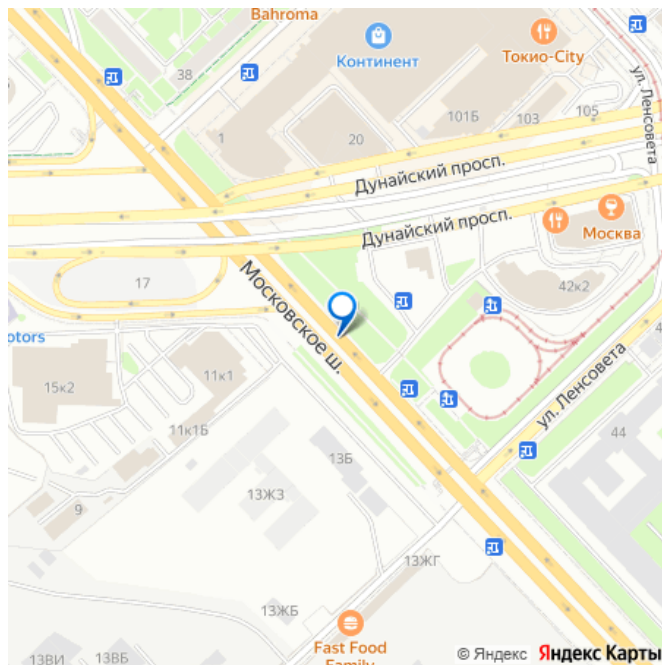 Bahroma
Континент
Токио-City
38
ул. Ленсовета
101Б
103
105
1
20
Дунайский просп.
Дунайский просп.
Москва
17
42к2
Московское ш.
otors
15к2
11к1
ул. Ленсовета
4
11к1Б
13Б
44
13ЖЗ
9
13ЖГ
13ЖБ
Fast Food
Family
13ВИ
13ВБ
© Яндекс Яндекс Карты